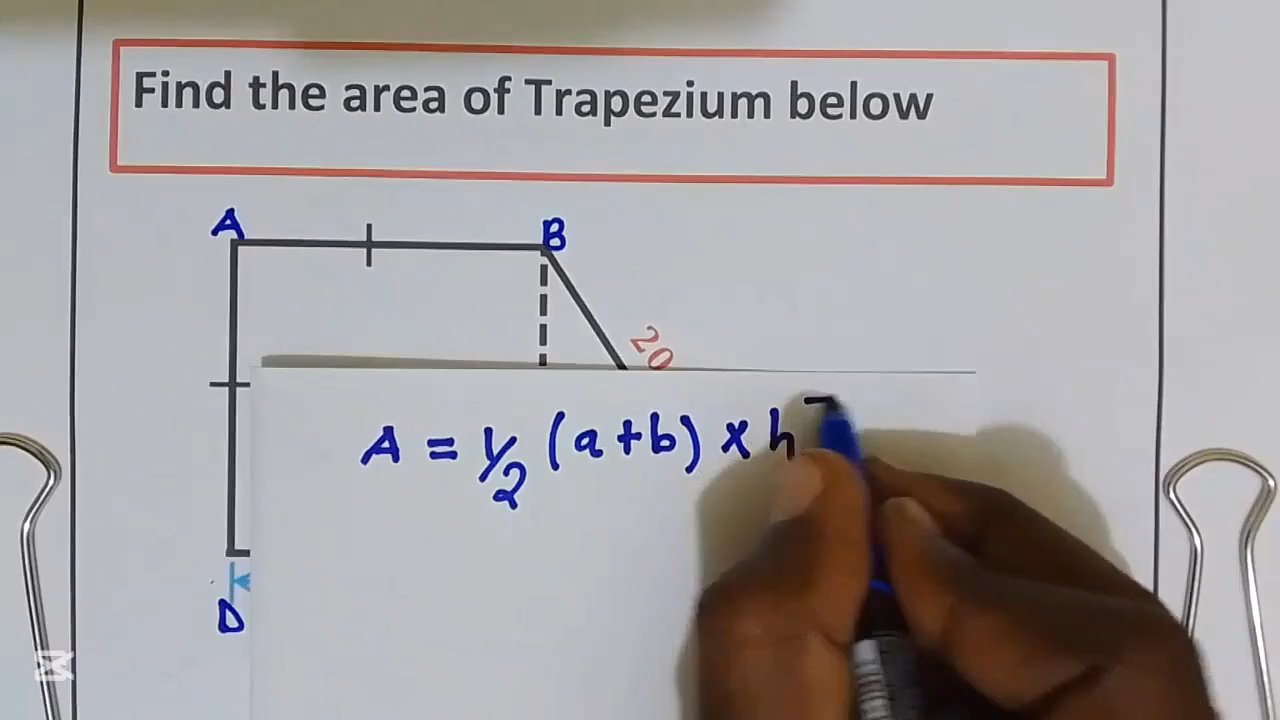 Find the area of Trapezium below
A
B
20
A = 1/2 (a+b) x h
D